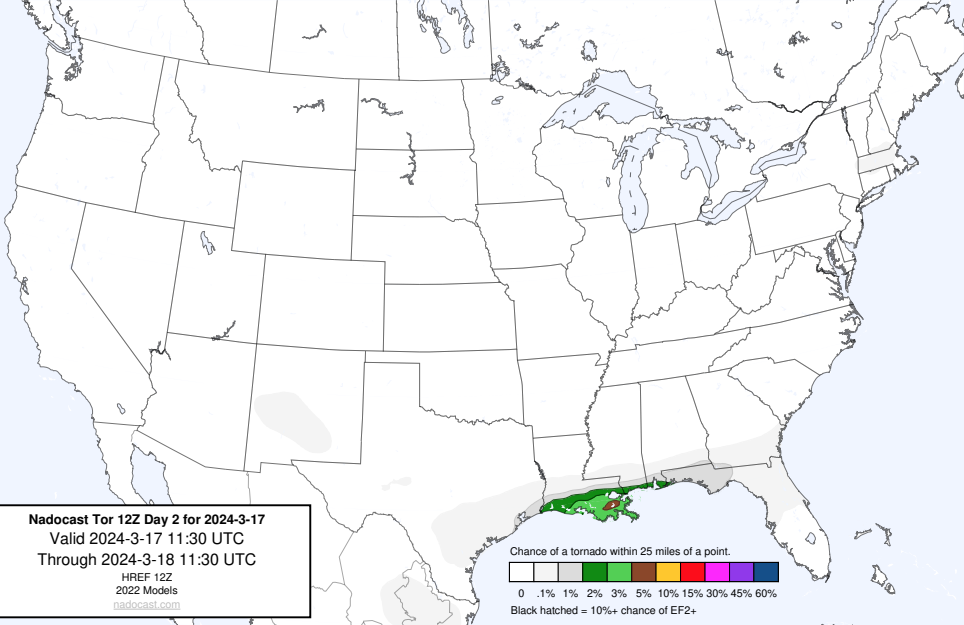 Nadocast Tor 12Z Day 2 for 2024-3-17
Valid 2024-3-17 11:30 UTC
Through 2024-3-18 11:30 UTC
HREF 12Z
2022 Models
nadocast.com
Chance of a tornado within 25 miles of a point.
0 .1% 1% 2% 3% 5% 10% 15% 30% 45% 60%
Black hatched = 10%+ chance of EF2+